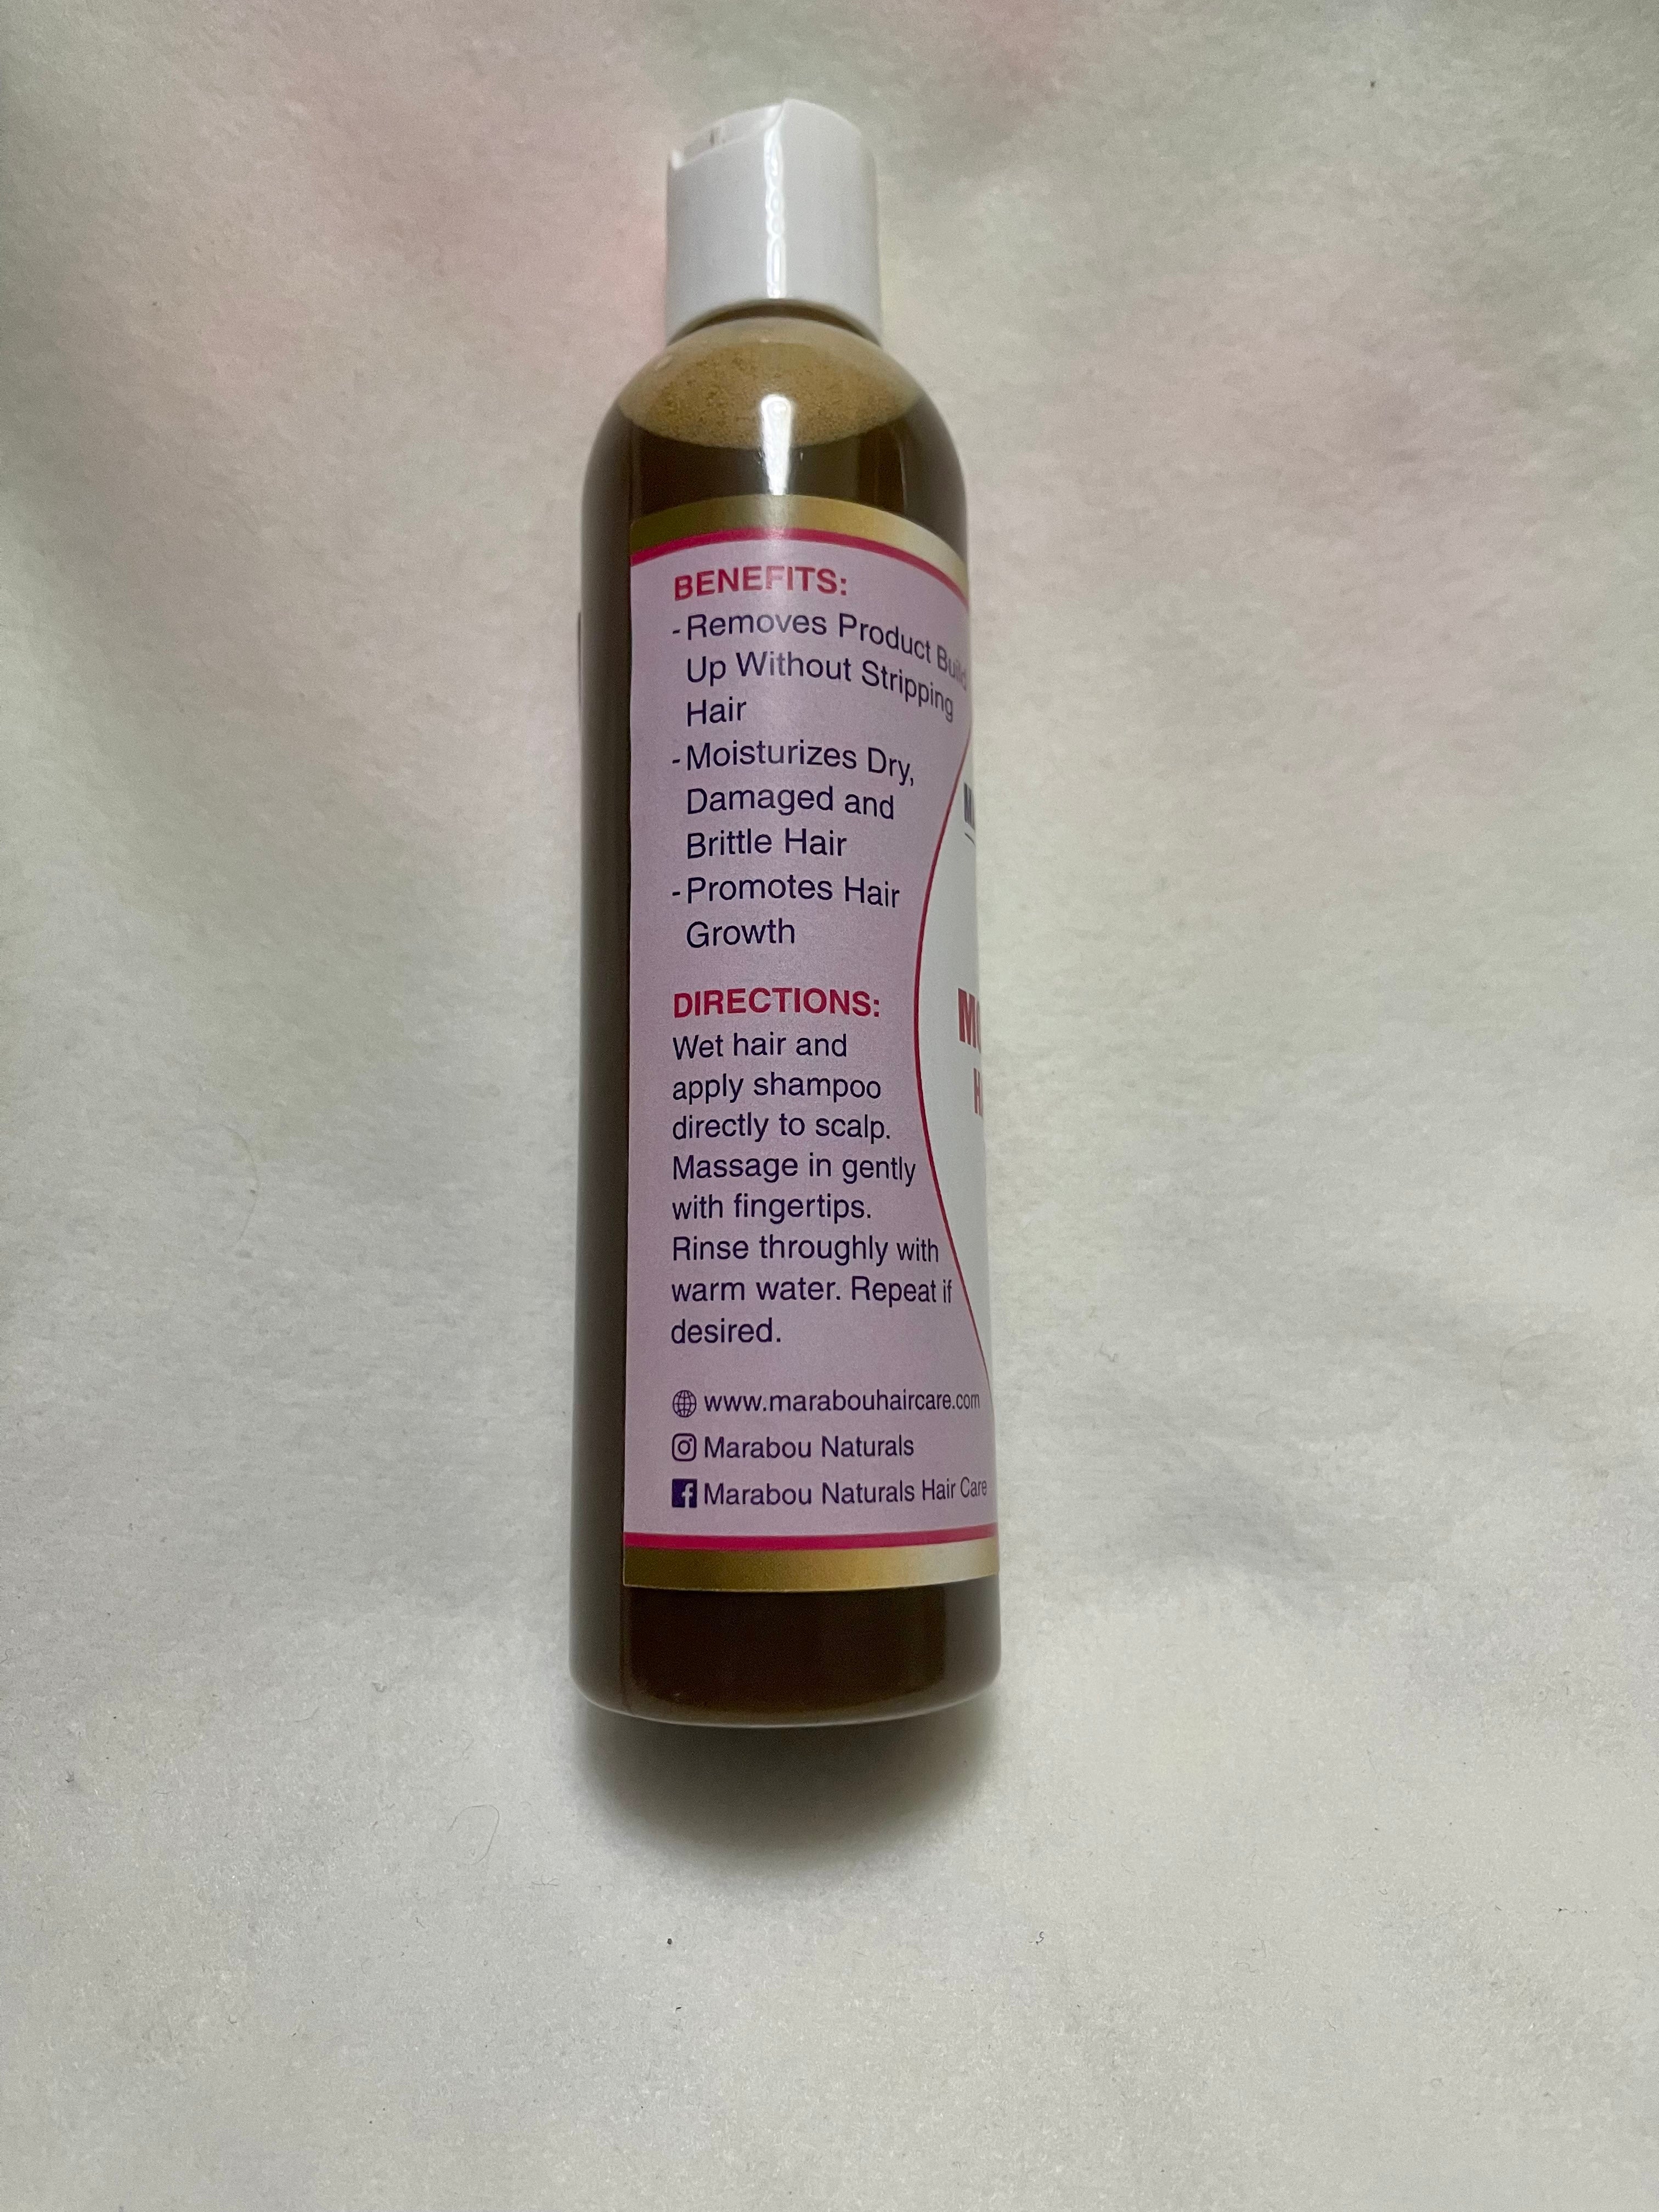 BENEFITS:
-Removes Product Build
Up Without Stripping
Hair
-Moisturizes Dry,
Damaged and
Brittle Hair
-Promotes Hair
Growth
DIRECTIONS:
Wet hair and
apply shampoo
directly to scalp.
Massage in gently
with fingertips.
Rinse throughly with
warm water. Repeat if
desired.
www.marabouhaircare.com
Marabou Naturals
Marabou Naturals Hair Care